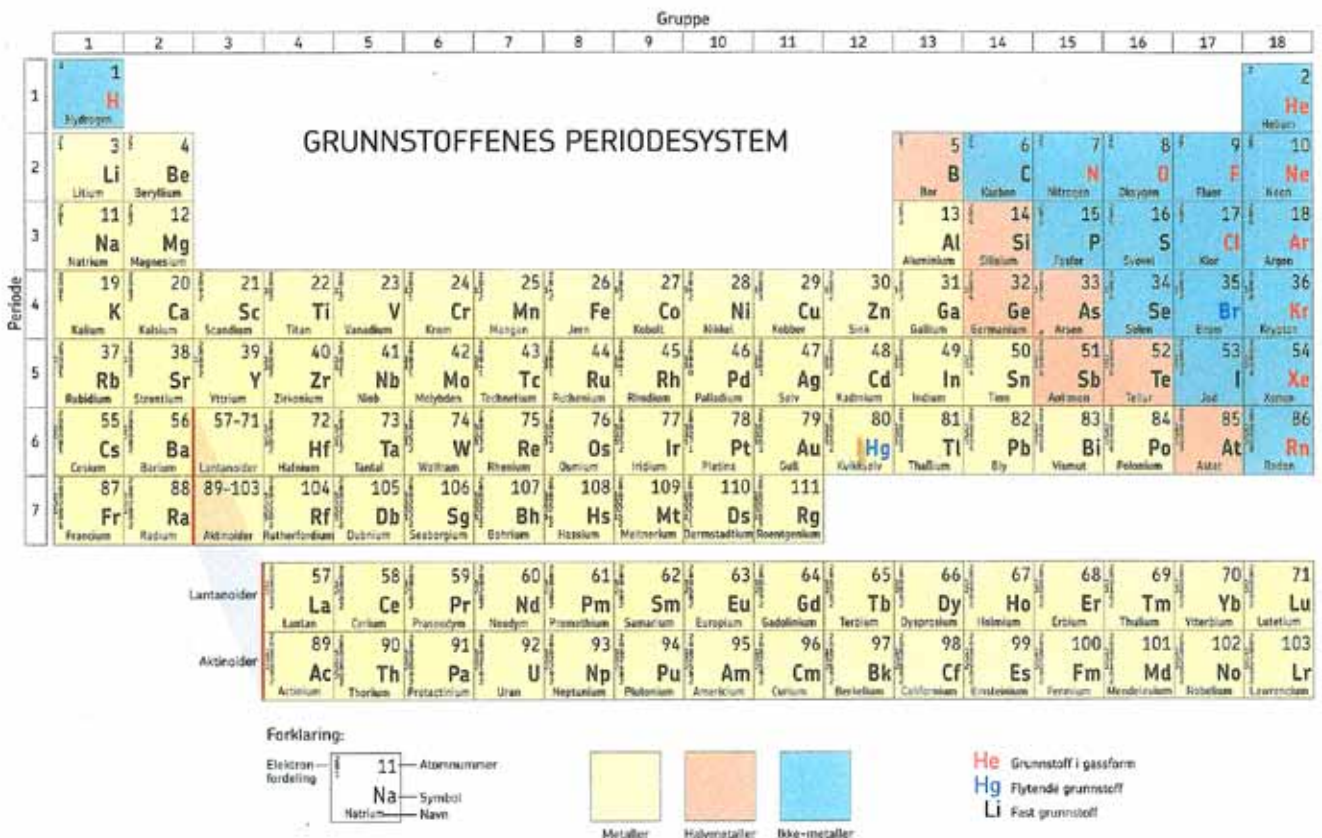 Gruppe
1 2 3 4 5 6 7 8 9 10 11 12 13 14 15 16 17 18
Periode
GRUNNSTOFFENES PERIODESYSTEM
1 1 2
H He
Hydrogen Helium
2 3 4 5 6 7 8 9 10
Li Be B C N O F Ne
Litium Beryllium Bor Karbon Nitrogen Oksygen Fluor Neon
3 11 12 13 14 15 16 17 18
Na Mg Al Si P S Cl Ar
Natrium Magnesium Aluminium Silisium Fosfor Svovel Klor Argon
4 19 20 21 22 23 24 25 26 27 28 29 30 31 32 33 34 35 36
K Ca Sc Ti V Cr Mn Fe Co Ni Cu Zn Ga Ge As Se Br Kr
Kalium Kalsium Scandium Titan Vanadium Krom Mangan Jern Kobolt Nikkel Kobber Sink Gallium Germanium Arsen Selen Brom Krypton
5 37 38 39 40 41 42 43 44 45 46 47 48 49 50 51 52 53 54
Rb Sr Y Zr Nb Mo Tc Ru Rh Pd Ag Cd In Sn Sb Te I Xe
Rubidium Strontium Yttrium Zirkonium Niob Molybden Technetium Ruthenium Rhodium Palladium Sølv Kadmium Indium Tinn Antimon Tellur Jod Xenon
6 55 56 57-71 72 73 74 75 76 77 78 79 80 81 82 83 84 85 86
Cs Ba Hf Ta W Re Os Ir Pt Au Hg Tl Pb Bi Po At Rn
Cesium Barium Lantanoider Hafnium Tantal Wolfram Rhenium Osmium Iridium Platina Gull Kvikksølv Thallium Bly Vismut Polonium Astat Radon
7 87 88 89-103 104 105 106 107 108 109 110 111
Fr Ra Rf Db Sg Bh Hs Mt Ds Rg
Francium Radium Aktinoider Rutherfordium Dubnium Seaborgium Bohrium Hassium Meitnerium Darmstadtium Roentgenium
Lantanoider 57 58 59 60 61 62 63 64 65 66 67 68 69 70 71
La Ce Pr Nd Pm Sm Eu Gd Tb Dy Ho Er Tm Yb Lu
Lantan Cerium Praseodym Neodym Promethium Samarium Europium Gadolinium Terbium Dysprosium Holmium Erbium Thulium Ytterbium Lutetium
Aktinoider 89 90 91 92 93 94 95 96 97 98 99 100 101 102 103
Ac Th Pa U Np Pu Am Cm Bk Cf Es Fm Md No Lr
Actinium Thorium Protactinium Uran Neptunium Plutonium Americium Curium Berkelium Californium Einsteinium Fermium Mendelevium Nobelium Lawrencium
Forklaring:
Elektron
fordeling
11 Atomnummer
Na Symbol
Natrium Navn
Metaller Halvmetaller Ikke-metaller
He Grunnstoff i gassform
Hg Flytende grunnstoff
Li Fast grunnstoff